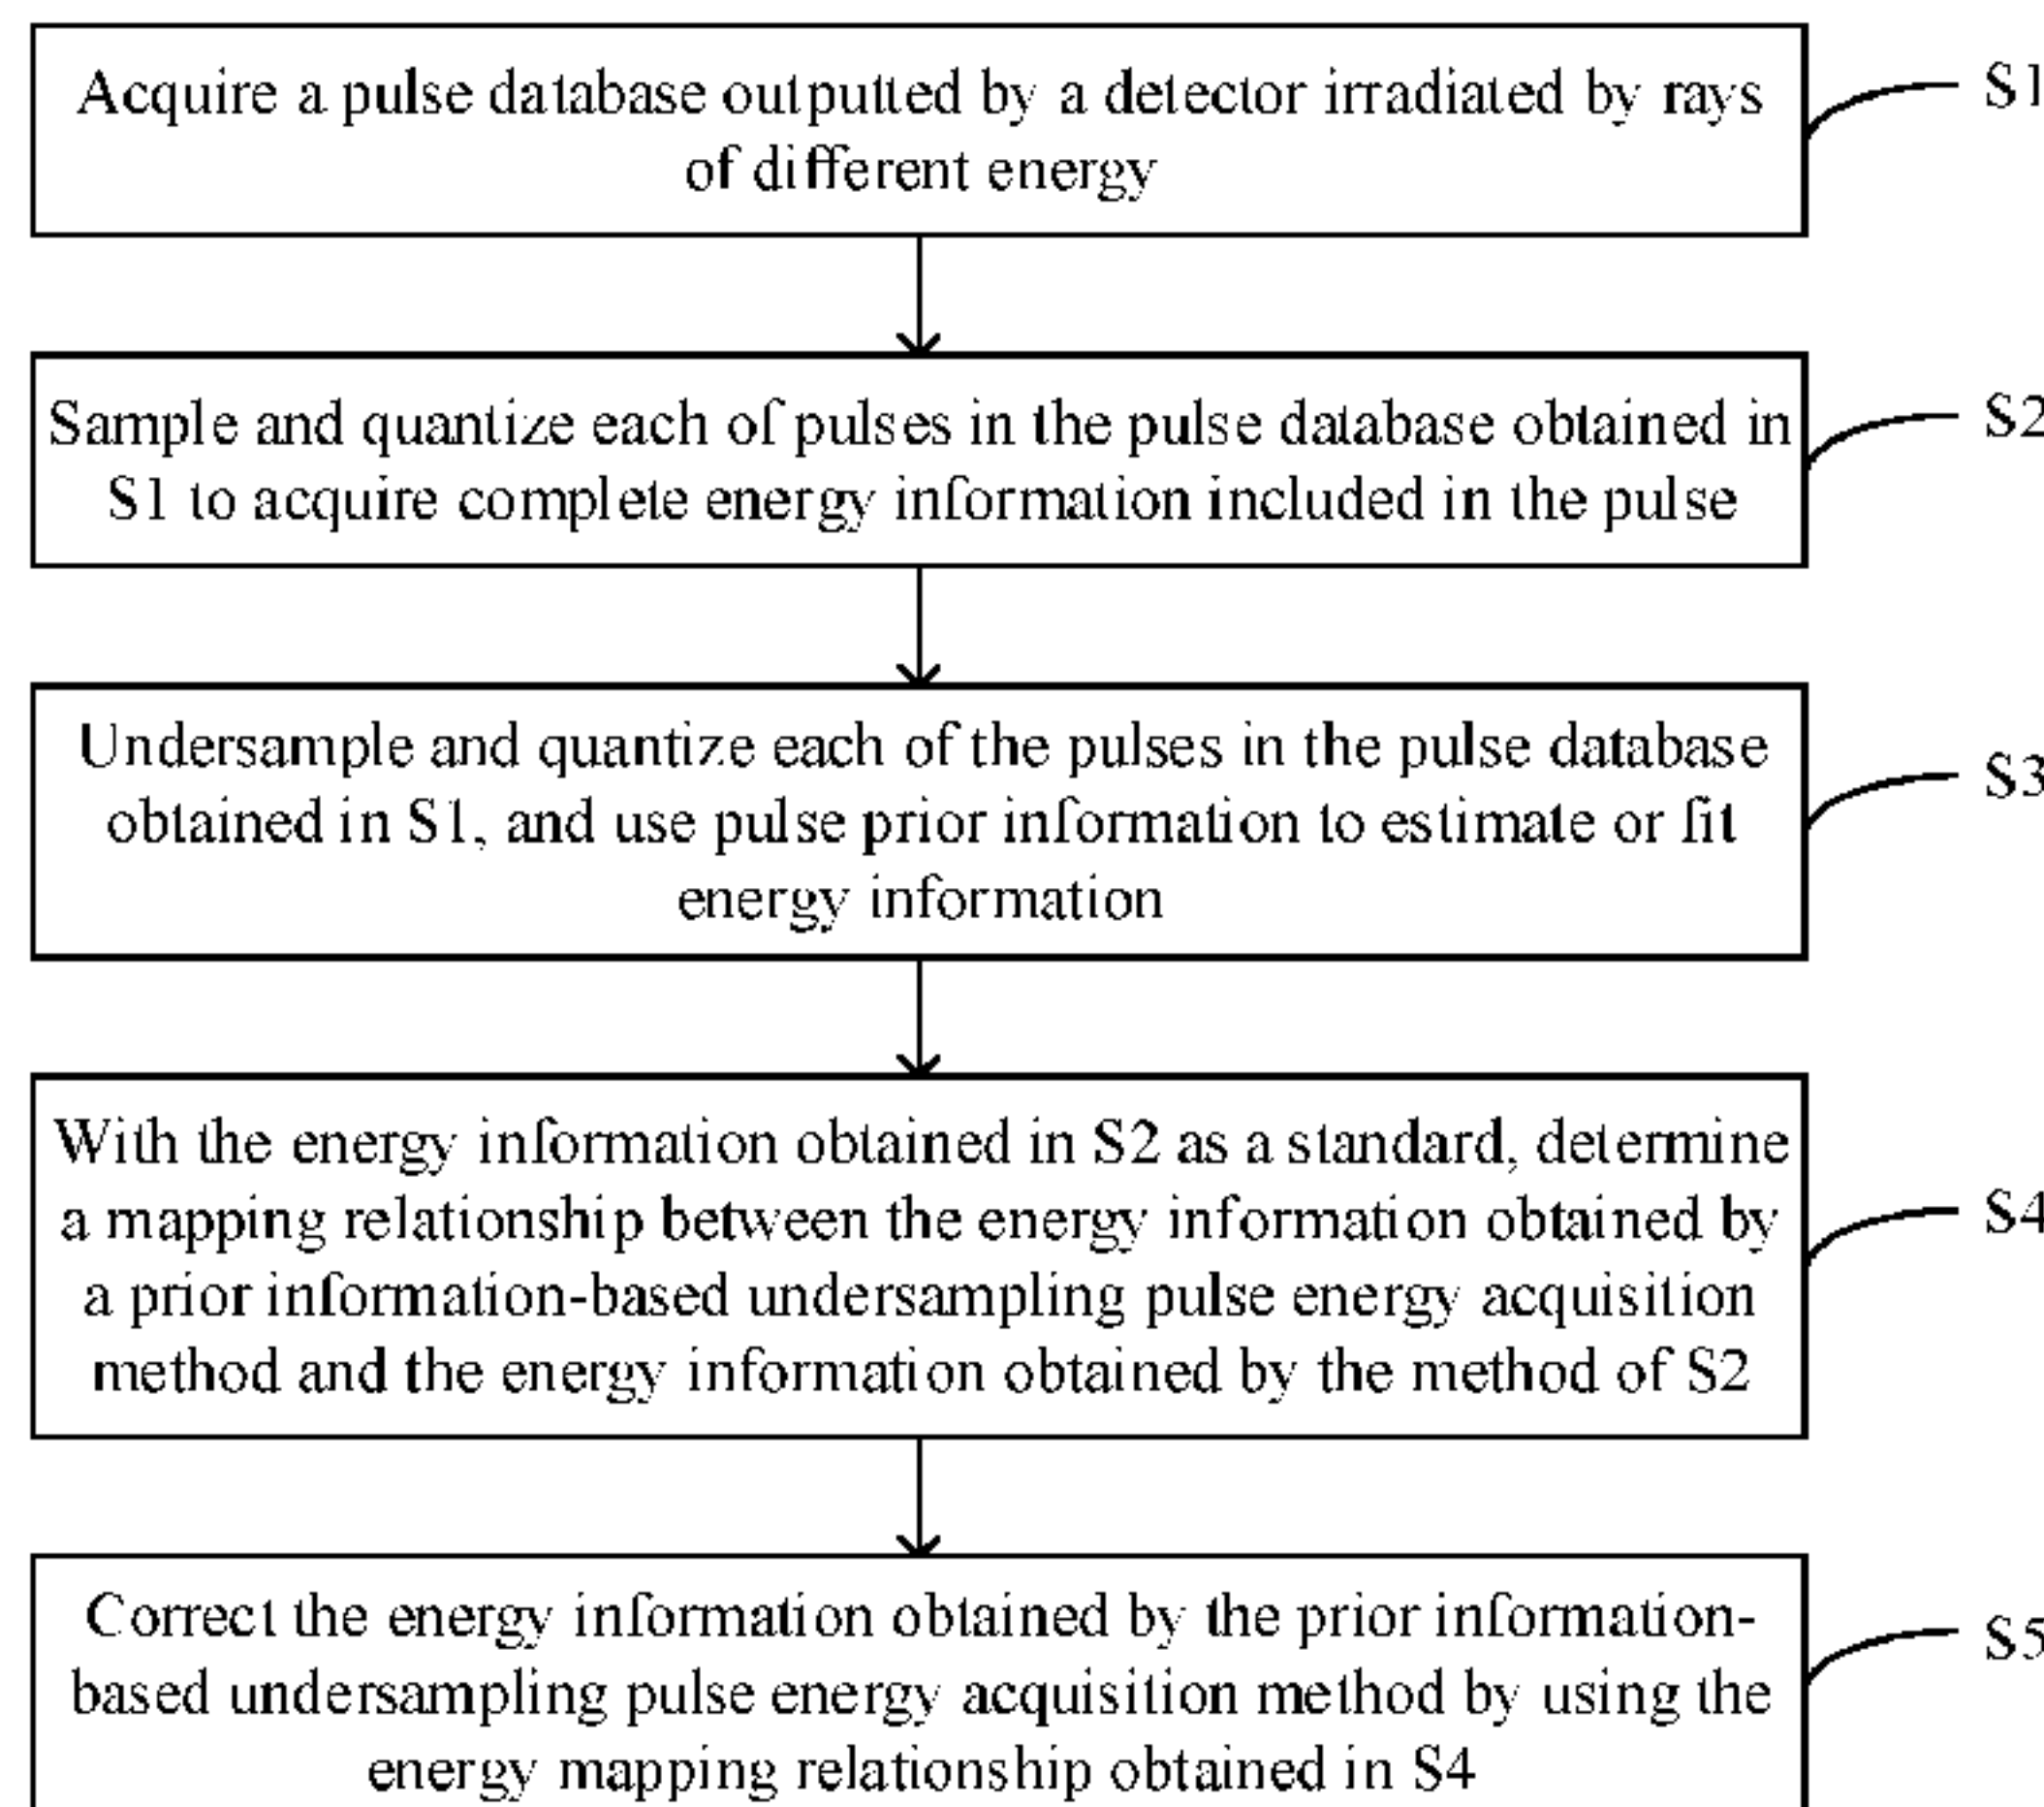 Acquire a pulse database outputted by a detector irradiated by rays
of different energy
S1
Sample and quantize each of pulses in the pulse database obtained in
S1 to acquire complete energy information included in the pulse
S2
Undersample and quantize each of the pulses in the pulse database
obtained in S1, and use pulse prior information to estimate or fit
energy information
S3
With the energy information obtained in S2 as a standard, determine
a mapping relationship between the energy information obtained by
a prior information-based undersampling pulse energy acquisition
method and the energy information obtained by the method of S2
S4
Correct the energy information obtained by the prior information-
based undersampling pulse energy acquisition method by using the
energy mapping relationship obtained in S4
S5